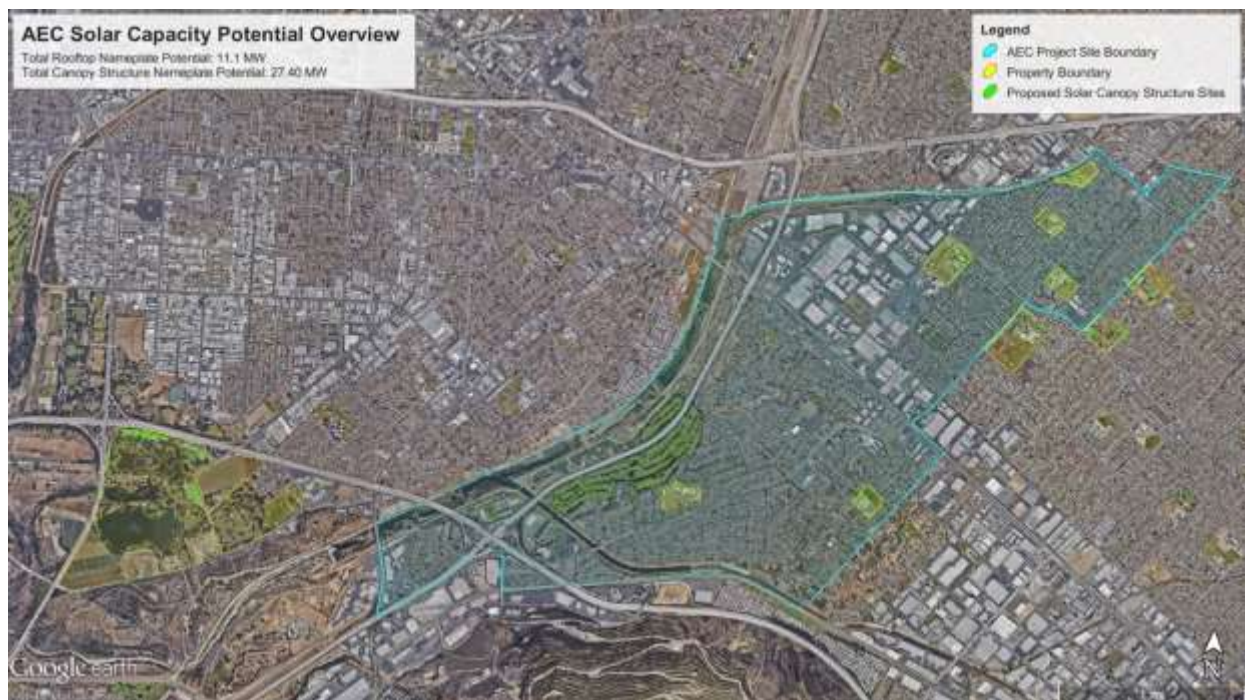 AEC Solar Capacity Potential Overview
Total Rooftop Nameplate Potential: 11.1 MW
Total Canopy Structure Nameplate Potential: 27.40 MW
Legend
AEC Project Site Boundary
Property Boundary
Proposed Solar Canopy Structure Sites
Google earth
N